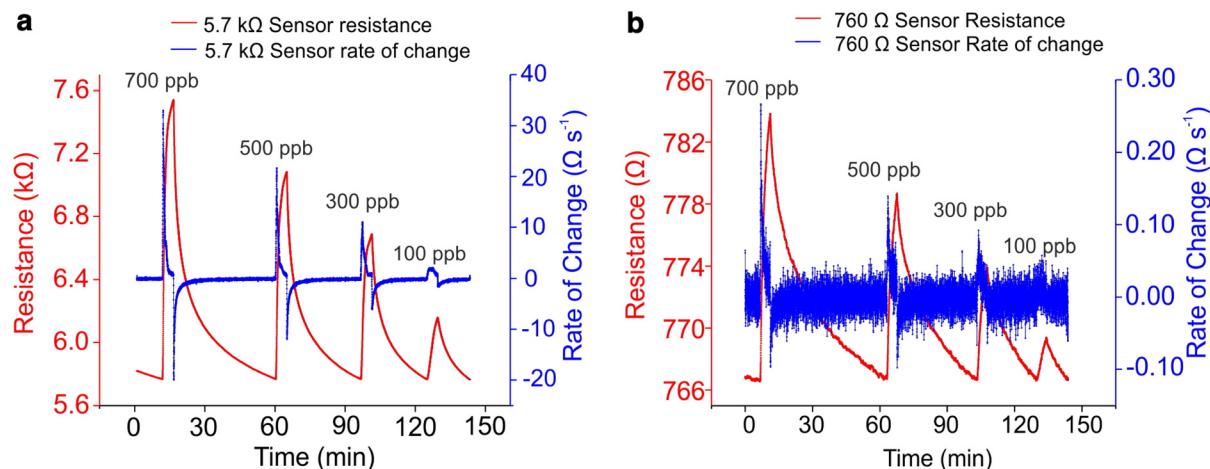 a
5.7 kΩ Sensor resistance
5.7 kΩ Sensor rate of change
Resistance (kΩ)
7.6
7.2
6.8
6.4
6.0
5.6
700 ppb
500 ppb
300 ppb
100 ppb
40
30
20
10
0
-10
-20
Rate of Change (Ω s⁻¹)
0 30 60 90 120 150
Time (min)
b
760 Ω Sensor Resistance
760 Ω Sensor Rate of change
Resistance (Ω)
786
782
778
774
770
766
700 ppb
500 ppb
300 ppb
100 ppb
0.30
0.20
0.10
0.00
-0.10
Rate of Change (Ω s⁻¹)
0 30 60 90 120 150
Time (min)